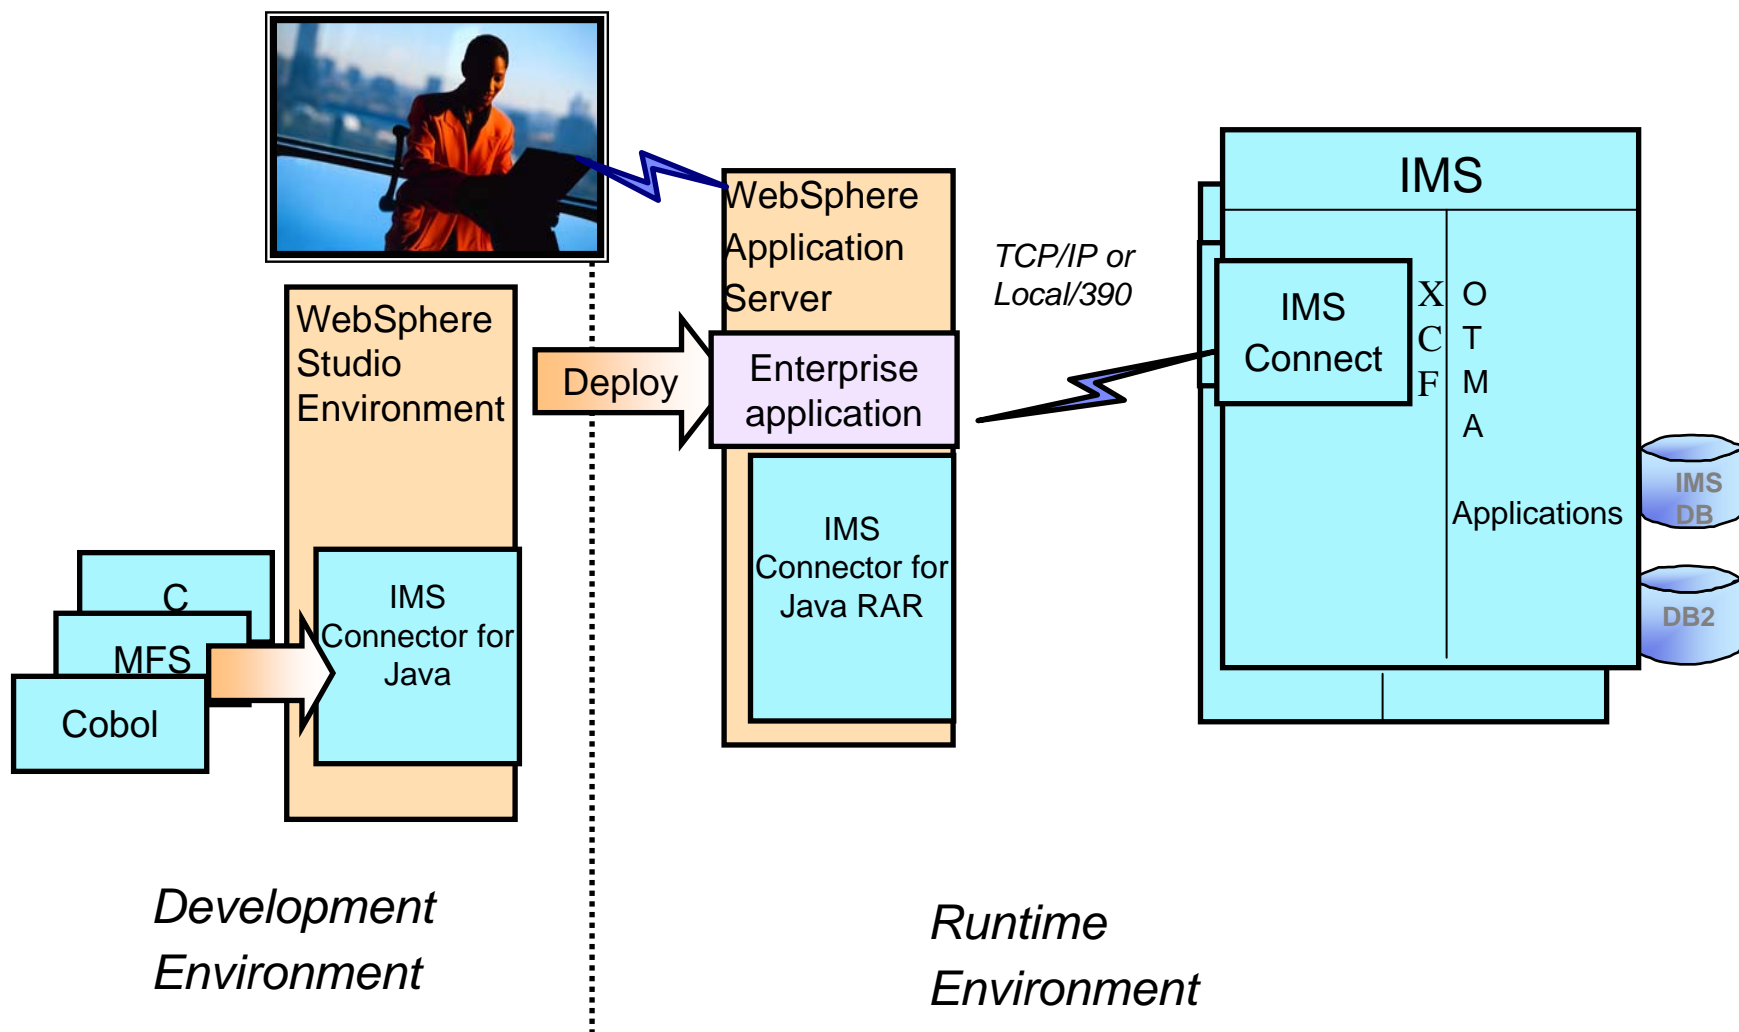 WebSphere
Studio
Environment
C
MFS
Cobol
IMS
Connector for
Java
Deploy
WebSphere
Application
Server
Enterprise
application
IMS
Connector for
Java RAR
TCP/IP or
Local/390
IMS
IMS
Connect
X
C
F
O
T
M
A
Applications
IMS
DB
DB2
Development
Environment
Runtime
Environment